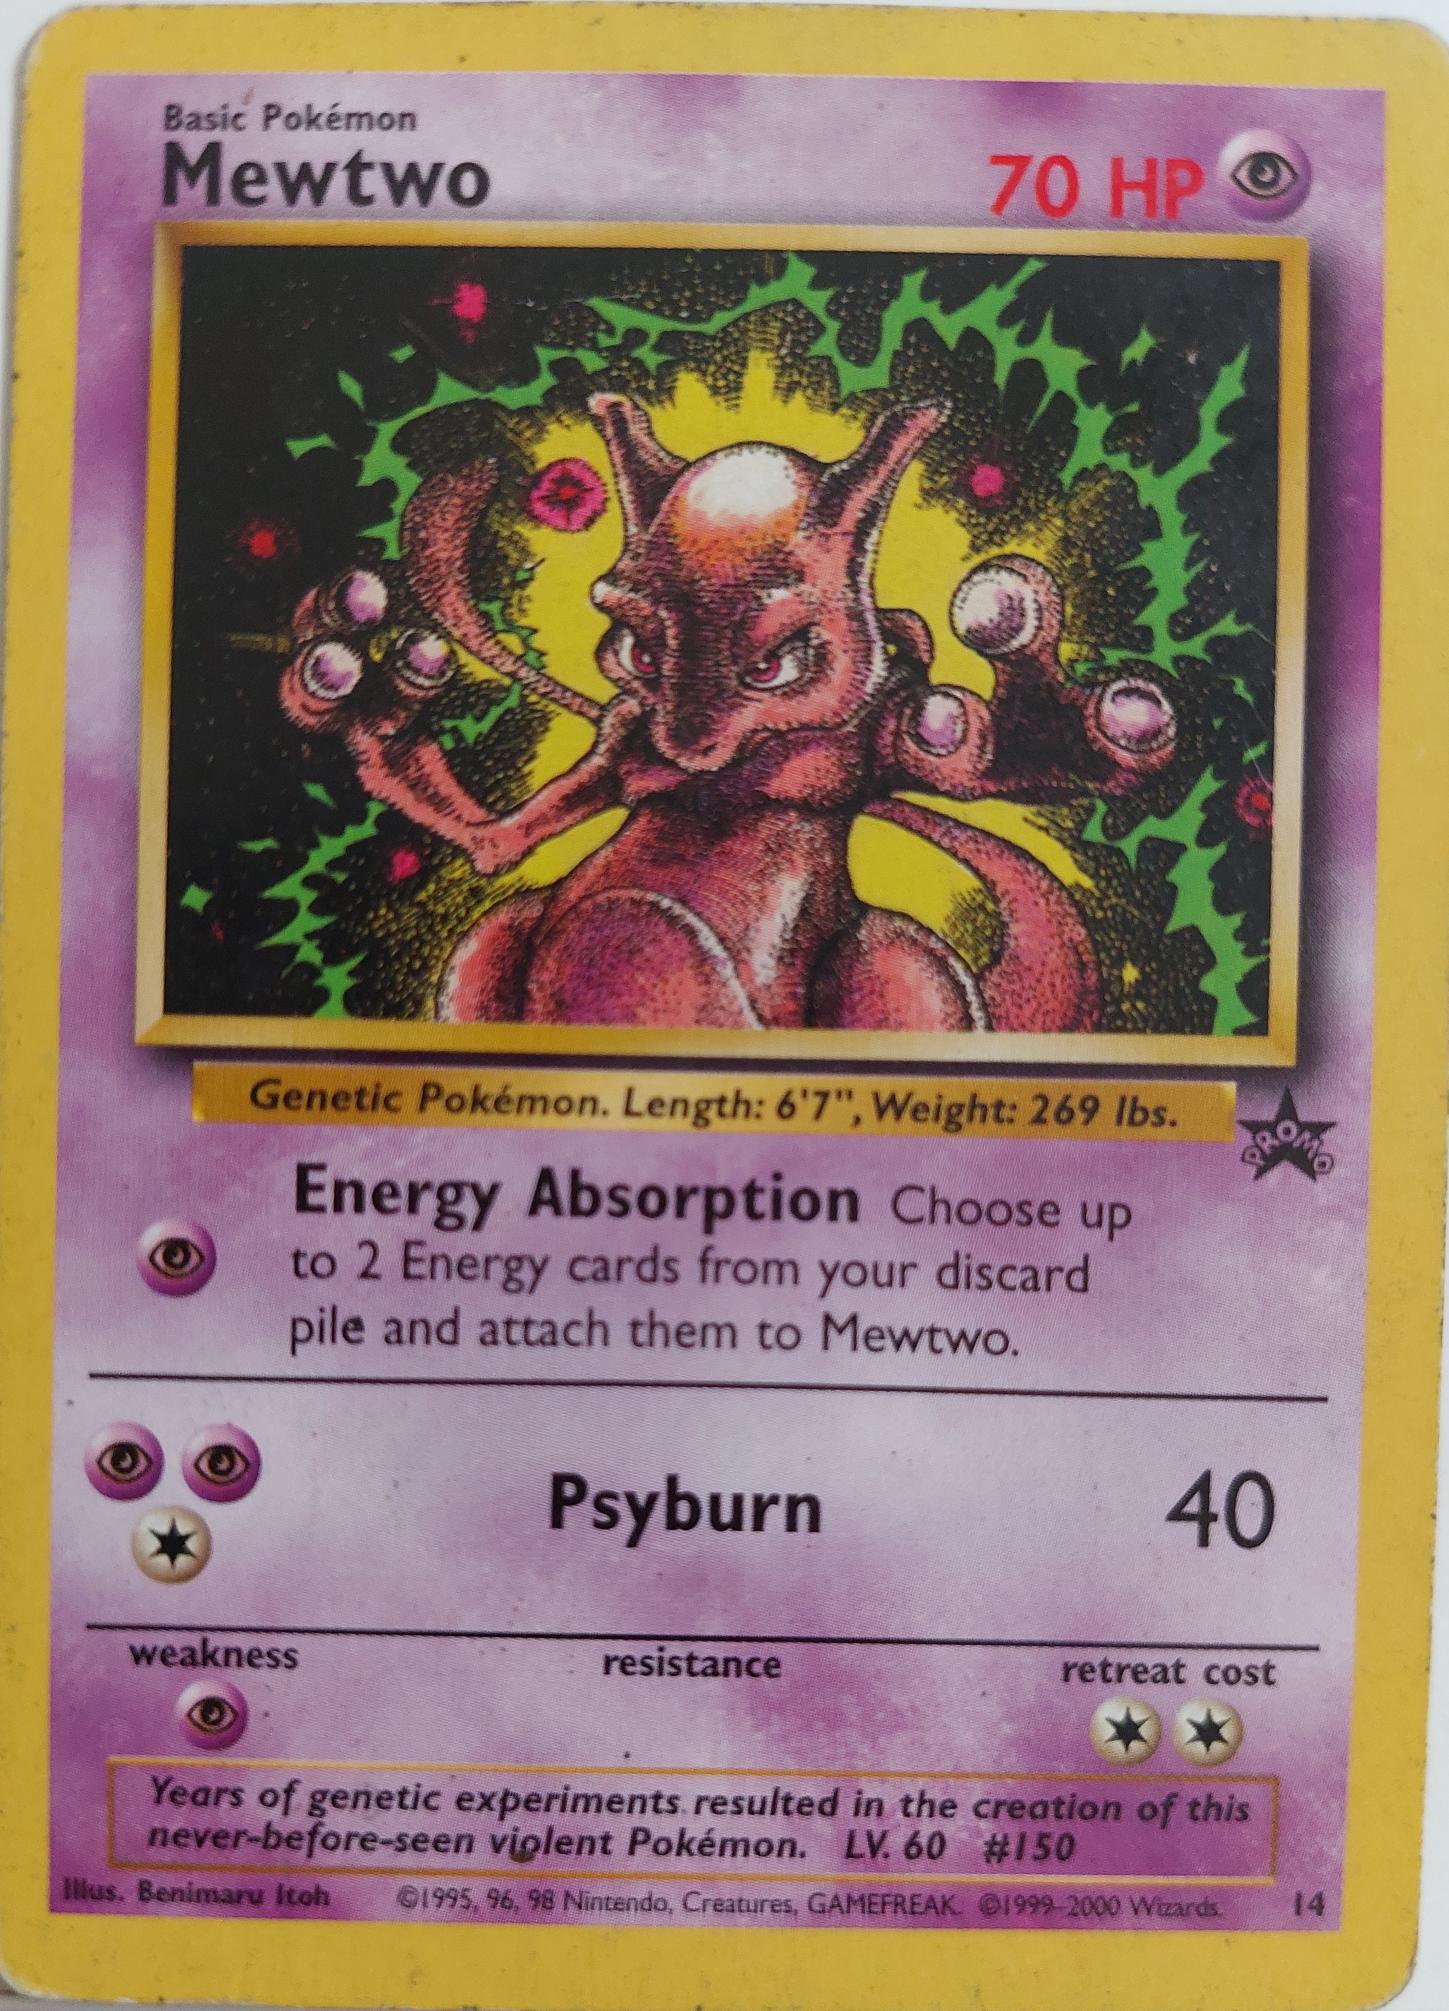 Basic Pokémon
Mewtwo
70 HP
Genetic Pokémon. Length: 6'7", Weight: 269 lbs.
PROMO
Energy Absorption Choose up
to 2 Energy cards from your discard
pile and attach them to Mewtwo.
Psyburn 40
weakness resistance retreat cost
Years of genetic experiments resulted in the creation of this
never-before-seen violent Pokémon. LV. 60 #150
Illus. Benimaru Itoh ©1995, 96, 98 Nintendo, Creatures, GAMEFREAK. ©1999-2000 Wizards. 14